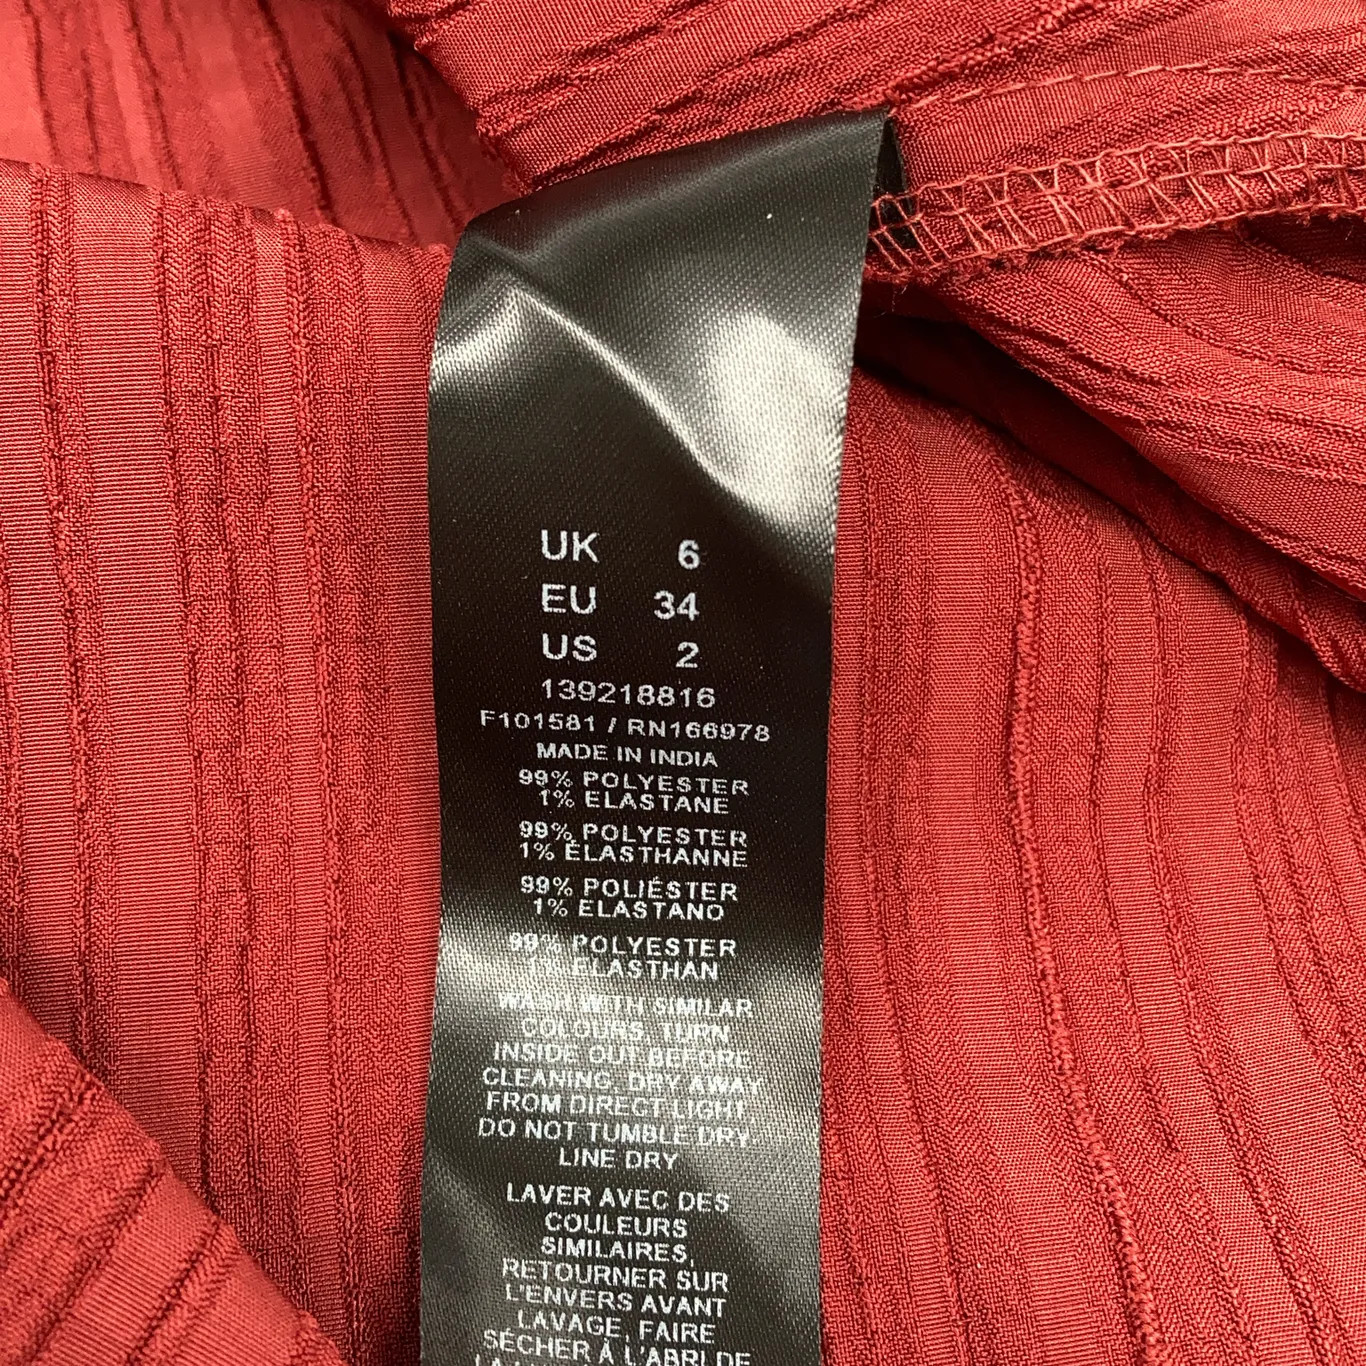 UK 6
EU 34
US 2
139218816
F101581 / RN166978
MADE IN INDIA
99% POLYESTER
1% ELASTANE
99% POLYESTER
1% ÉLASTHANNE
99% POLIÉSTER
1% ELASTANO
99% POLYESTER
1% ELASTHAN
WASH WITH SIMILAR
COLOURS, TURN
INSIDE OUT BEFORE
CLEANING, DRY AWAY
FROM DIRECT LIGHT,
DO NOT TUMBLE DRY.
LINE DRY
LAVER AVEC DES
COULEURS
SIMILAIRES,
RETOURNER SUR
L'ENVERS AVANT
LAVAGE, FAIRE
SÉCHER À L'ABRI DE